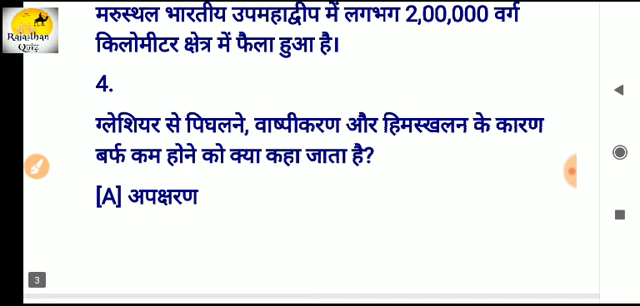 Rajasthan
Quiz
मरुस्थल भारतीय उपमहाद्वीप में लगभग 2,00,000 वर्ग
किलोमीटर क्षेत्र में फैला हुआ है।
4.
ग्लेशियर से पिघलने, वाष्पीकरण और हिमस्खलन के कारण
बर्फ कम होने को क्या कहा जाता है?
[A] अपक्षरण
3